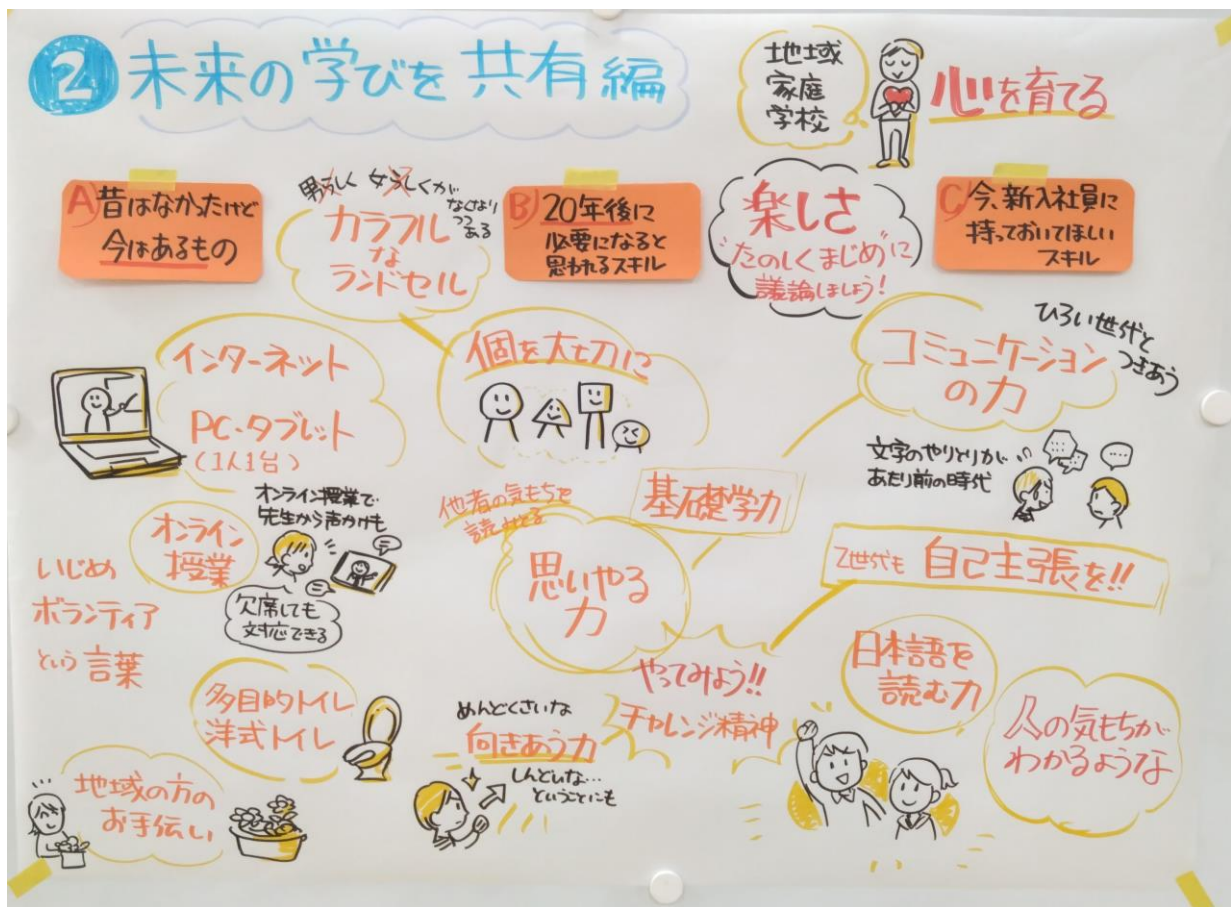 2 未来の学びを共有編
地域
家庭
学校
心を育てる
A) 昔はなかったけど
今はあるもの
男らしく 女らしくが
なくなり
つつ
ある
カラフル
な
ランドセル
B) 20年後に
必要になると
思われるスキル
楽しさ
"たのしくまじめ"に
議論しましょう!
C) 今、新入社員に
持っておいてほしい
スキル
インターネット
PC・タブレット
(1人1台)
個を大切に
コミュニケーション
の力
ひろい世代と
つきあう
文字のやりとりが
あたり前の時代
オンライン授業で
先生から声かけも
オンライン
授業
欠席しても
対応できる
いじめ
ボランティア
という言葉
他者の気もちを
読みとる
思いやる
力
基礎学力
Z世代も 自己主張を!!
多目的トイレ
洋式トイレ
地域の方の
お手伝い
めんどくさいな
向きあう力
しんどいな…
ということにも
やってみよう!!
チャレンジ精神
日本語を
読む力
人の気もちが
わかるような